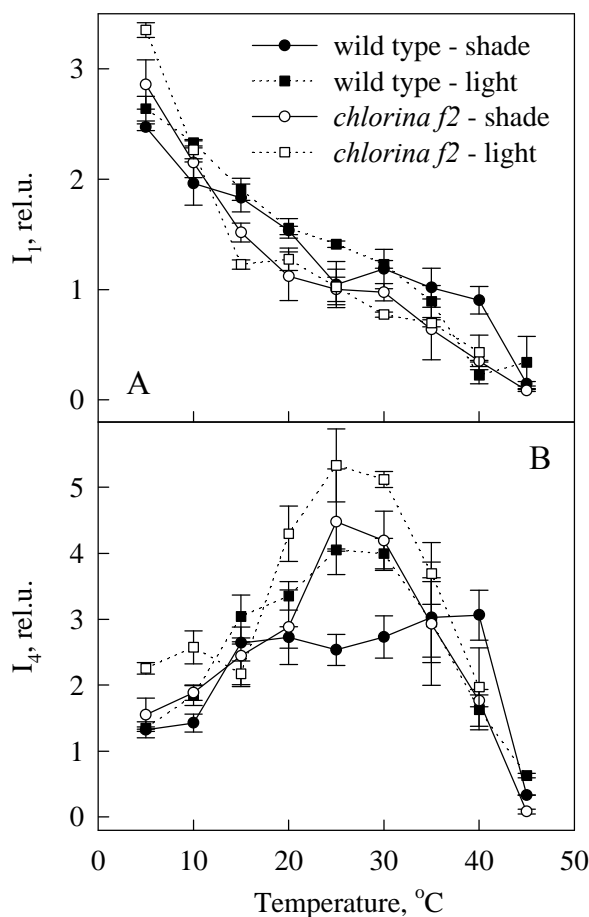 wild type - shade
wild type - light
chlorina f2 - shade
chlorina f2 - light
I₁, rel.u.
3
2
1
0
A
B
I₄, rel.u.
5
4
3
2
1
0
0 10 20 30 40 50
Temperature, °C